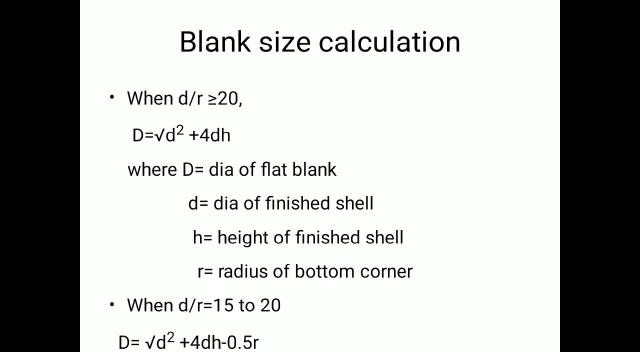 Blank size calculation
• When d/r ≥20,
D=√d² +4dh
where D= dia of flat blank
d= dia of finished shell
h= height of finished shell
r= radius of bottom corner
• When d/r=15 to 20
D= √d² +4dh-0.5r